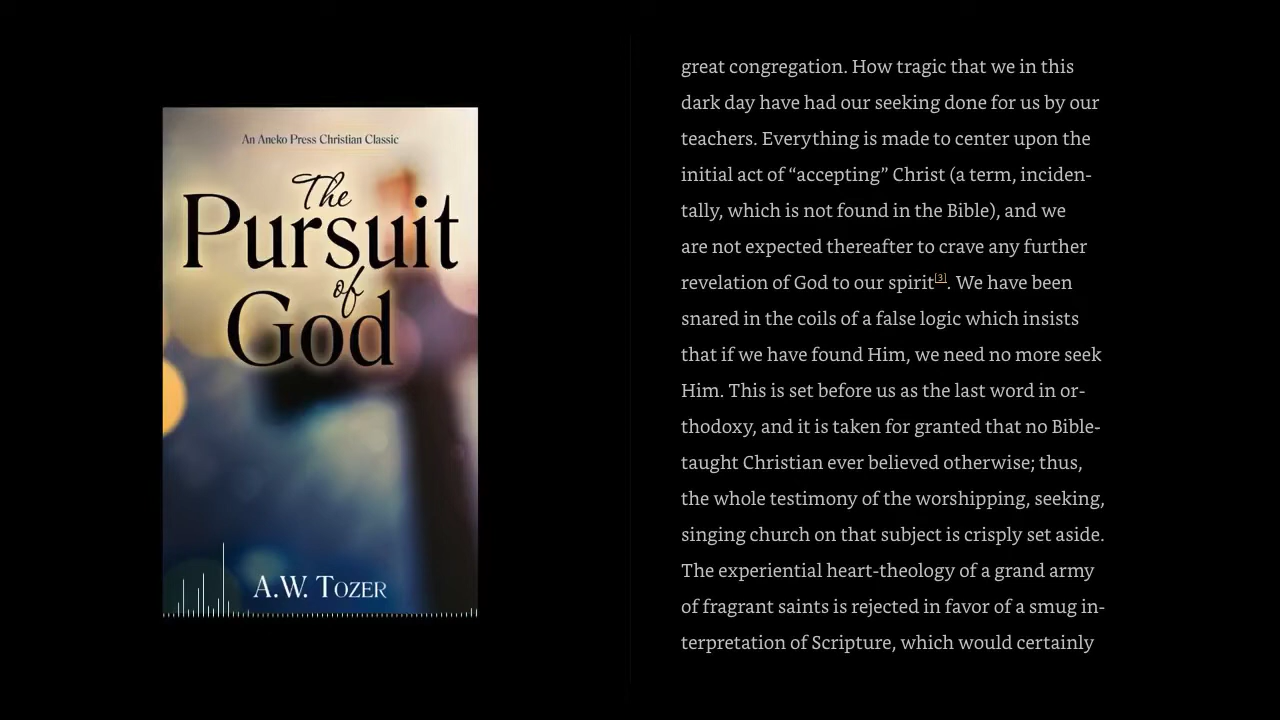 An Aneko Press Christian Classic
The
Pursuit
of
God
A.W. Tozer
great congregation. How tragic that we in this
dark day have had our seeking done for us by our
teachers. Everything is made to center upon the
initial act of “accepting” Christ (a term, inciden-
tally, which is not found in the Bible), and we
are not expected thereafter to crave any further
revelation of God to our spirit[3]. We have been
snared in the coils of a false logic which insists
that if we have found Him, we need no more seek
Him. This is set before us as the last word in or-
thodoxy, and it is taken for granted that no Bible-
taught Christian ever believed otherwise; thus,
the whole testimony of the worshipping, seeking,
singing church on that subject is crisply set aside.
The experiential heart-theology of a grand army
of fragrant saints is rejected in favor of a smug in-
terpretation of Scripture, which would certainly